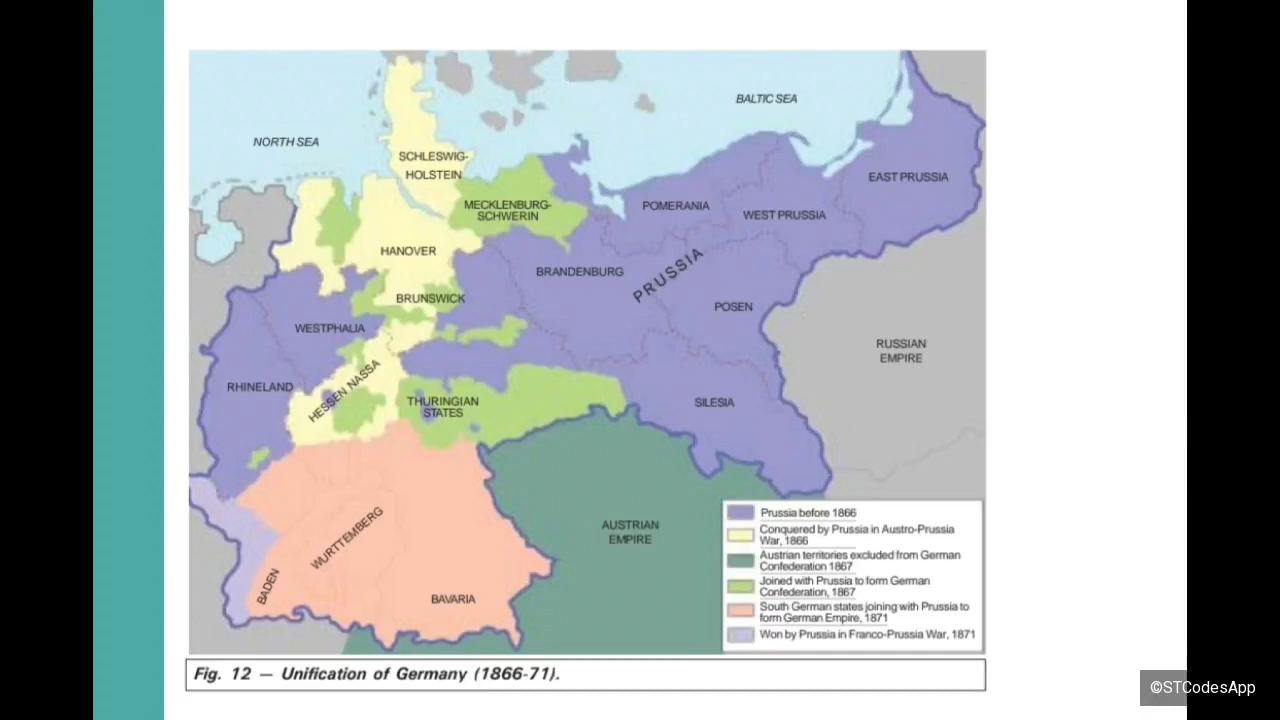 BALTIC SEA
NORTH SEA
SCHLESWIG-
HOLSTEIN
EAST PRUSSIA
MECKLENBURG-
SCHWERIN
POMERANIA
WEST PRUSSIA
HANOVER
BRANDENBURG
PRUSSIA
BRUNSWICK
POSEN
WESTPHALIA
RUSSIAN
EMPIRE
RHINELAND
HESSEN NASSA
THURINGIAN
STATES
SILESIA
WURTTEMBERG
AUSTRIAN
EMPIRE
BADEN
BAVARIA
Prussia before 1866
Conquered by Prussia in Austro-Prussia
War, 1866
Austrian territories excluded from German
Confederation 1867
Joined with Prussia to form German
Confederation, 1867
South German states joining with Prussia to
form German Empire, 1871
Won by Prussia in Franco-Prussia War, 1871
Fig. 12 — Unification of Germany (1866-71).
©STCodesApp